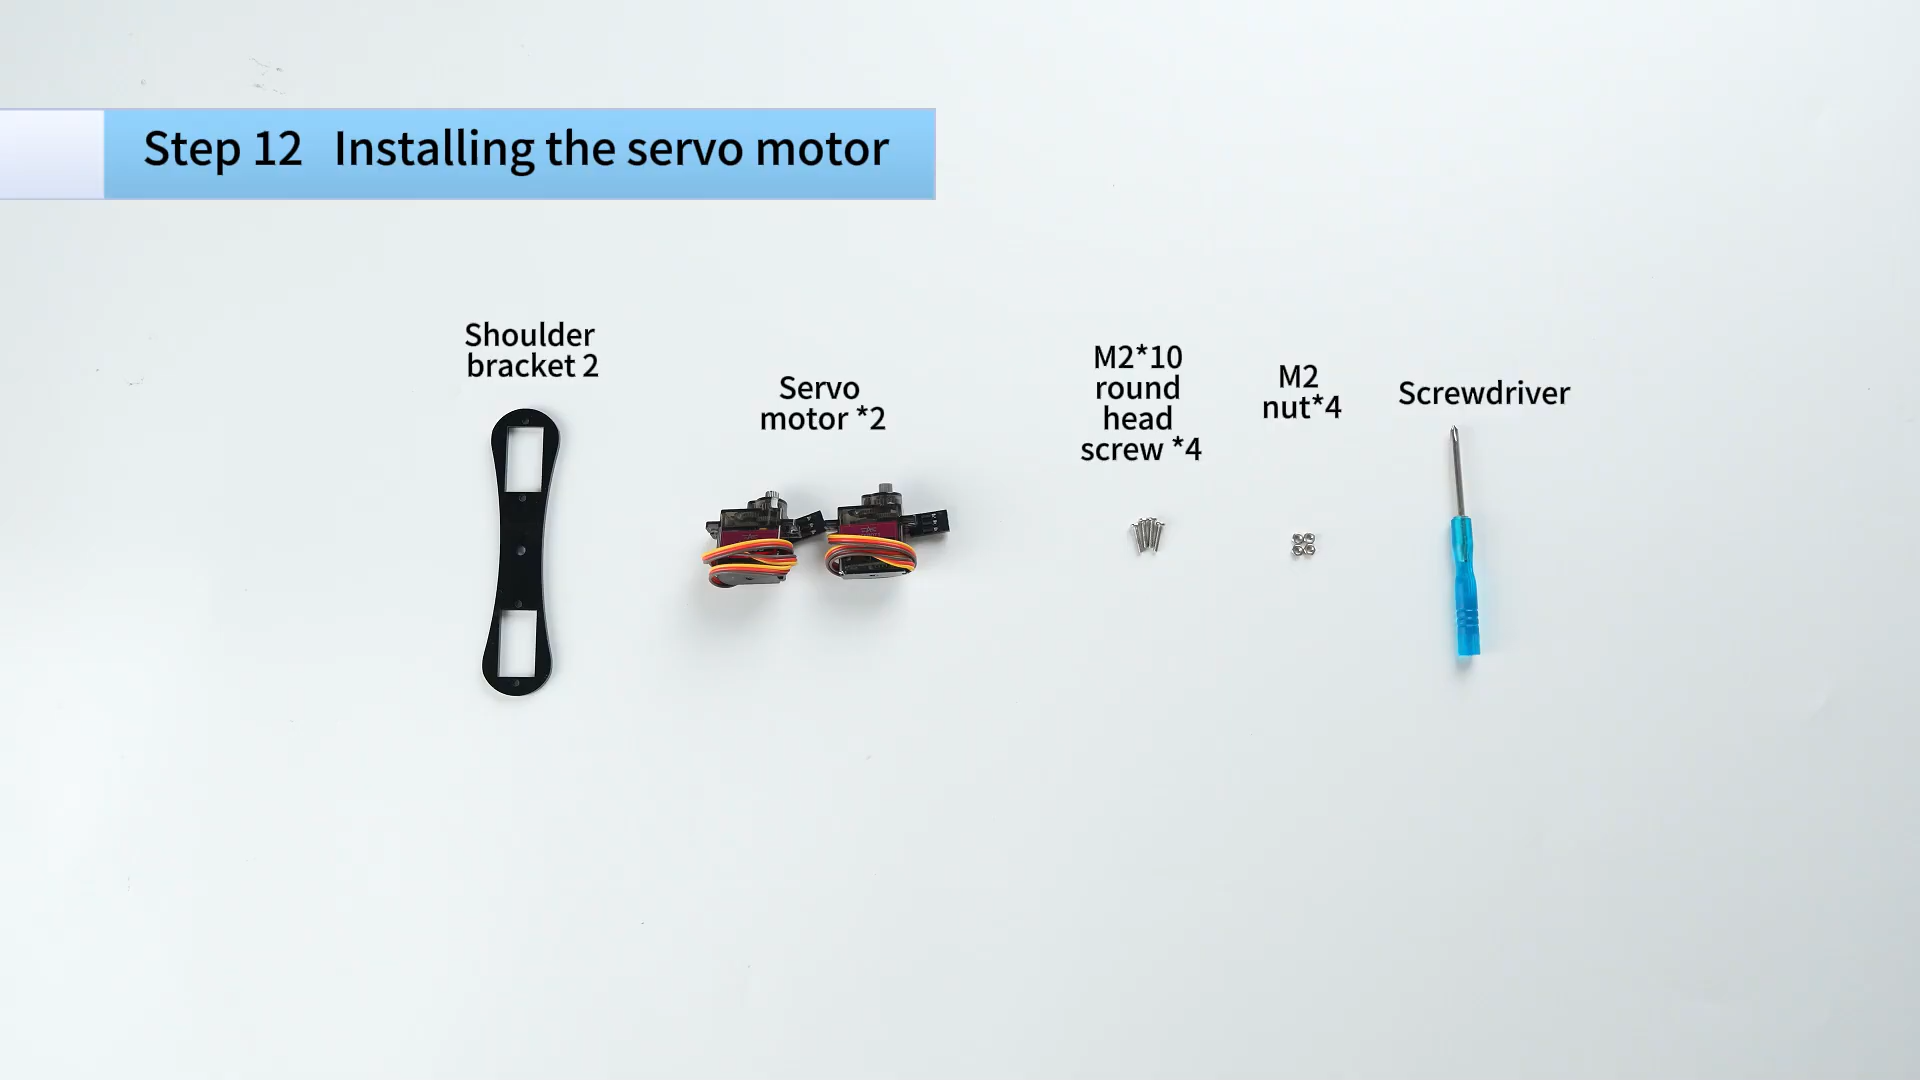 Step 12 Installing the servo motor
Shoulder
bracket 2
Servo
motor *2
M2*10
round
head
screw *4
M2
nut*4
Screwdriver